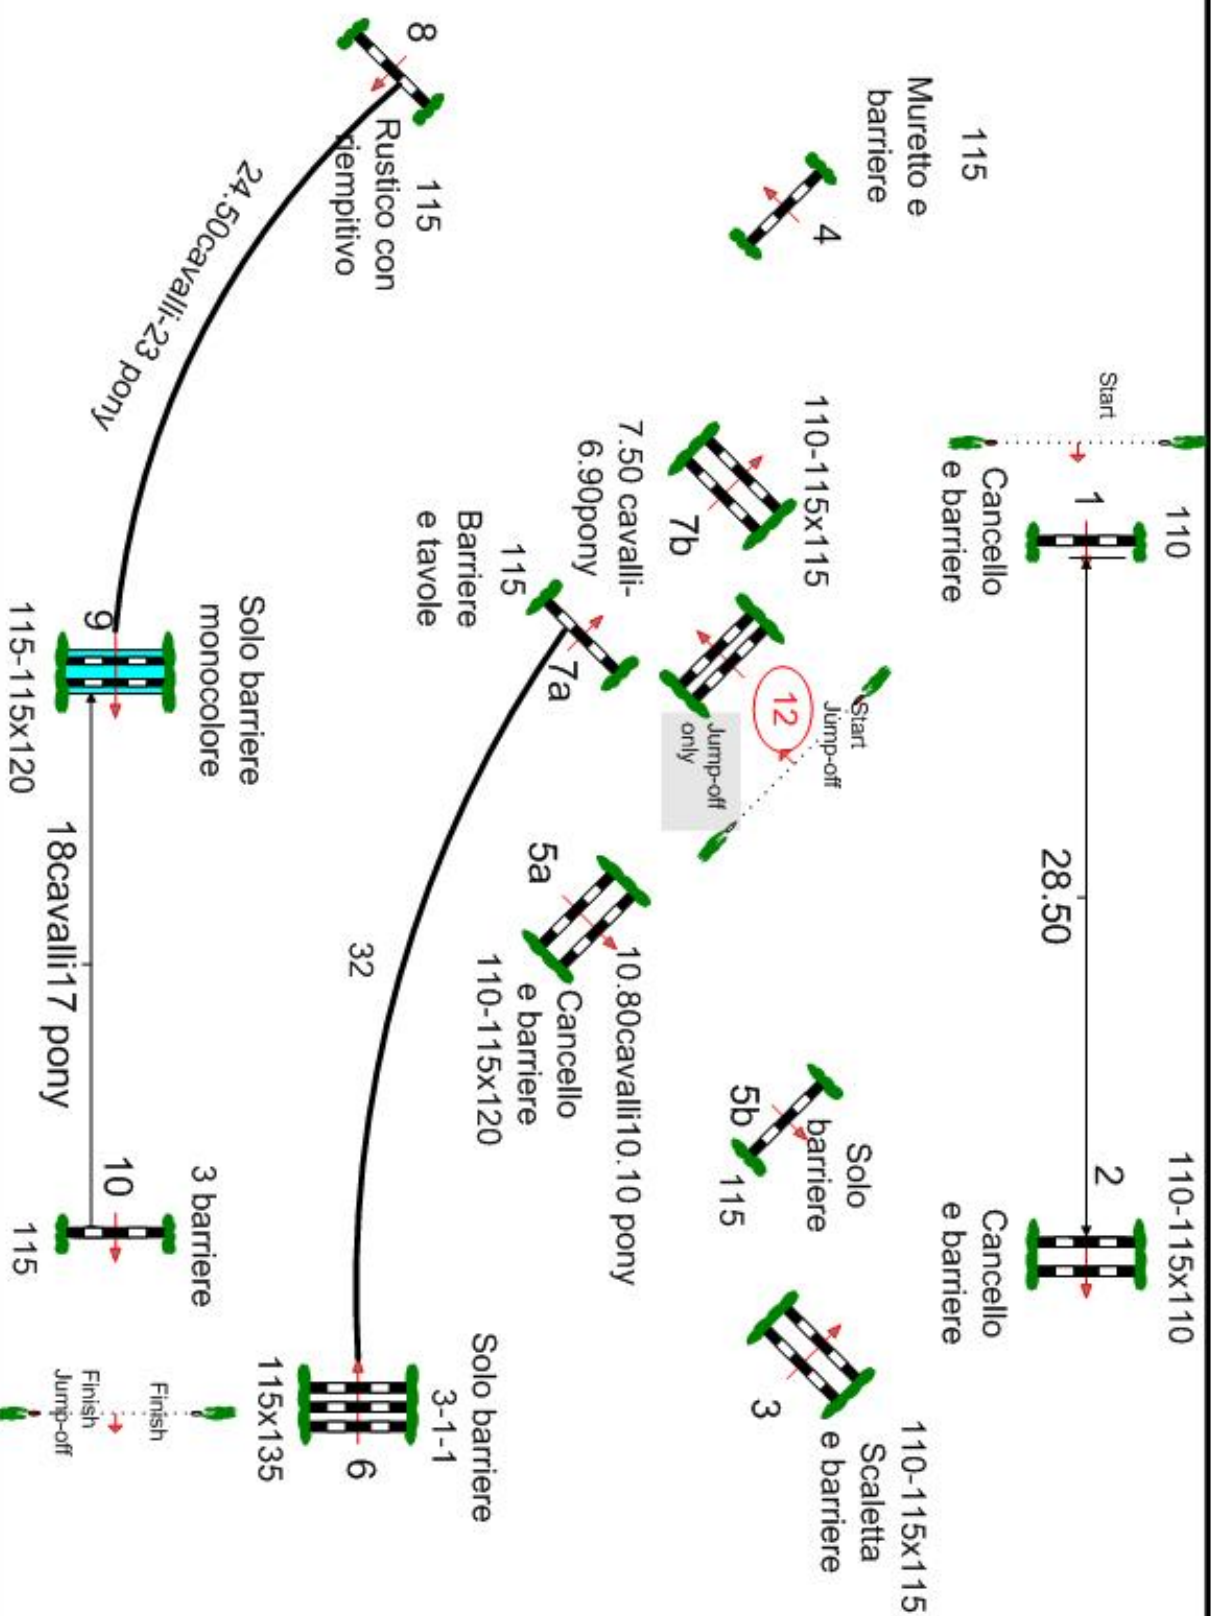 110-115x110
2
Cancello
e barriere
28.50
110
1
Cancello
e barriere
Start
115
Muretto e
barriere
4
110-115x115
Scaletta
e barriere
3
Solo
barriere
5b
115
10.80cavalli10.10 pony
Cancello
e barriere
110-115x120
5a
Start
Jump-off
12
Jump-off
only
110-115x115
7b
7.50 cavalli-
6.90pony
7a
115
Barriere
e tavole
32
Solo barriere
3-1-1
6
115x135
8
115
Rustico con
riempitivo
24.50cavalli-23 pony
Solo barriere
monocolore
9
115-115x120
18cavalli17 pony
3 barriere
10
115
Finish
Finish
Jump-off